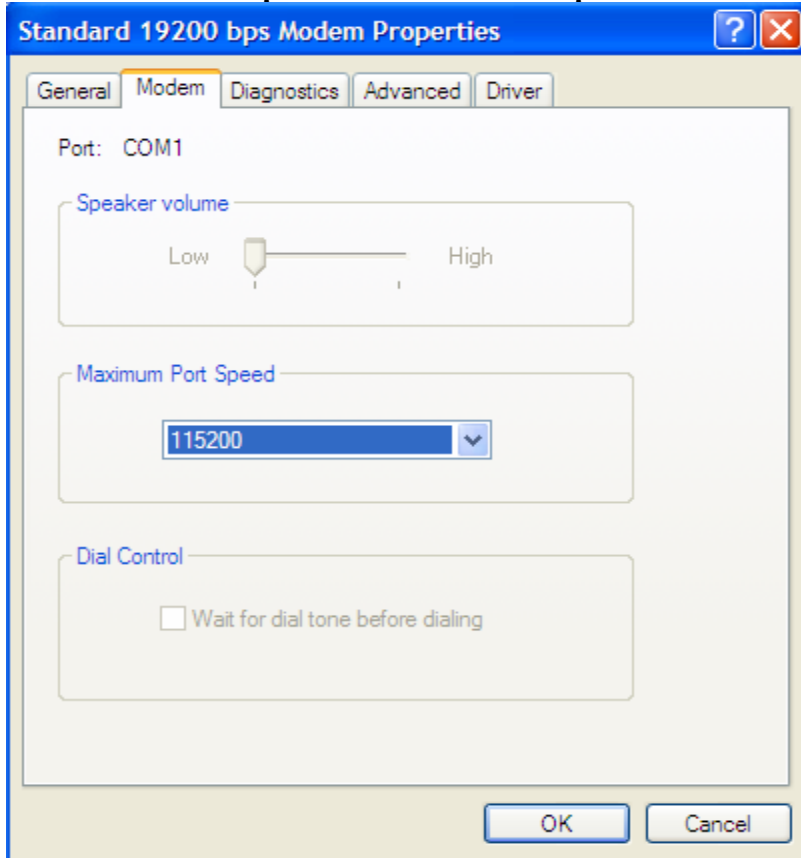 Standard 19200 bps Modem Properties
General Modem Diagnostics Advanced Driver
Port: COM1
Speaker volume
Low High
Maximum Port Speed
115200
Dial Control
Wait for dial tone before dialing
OK Cancel